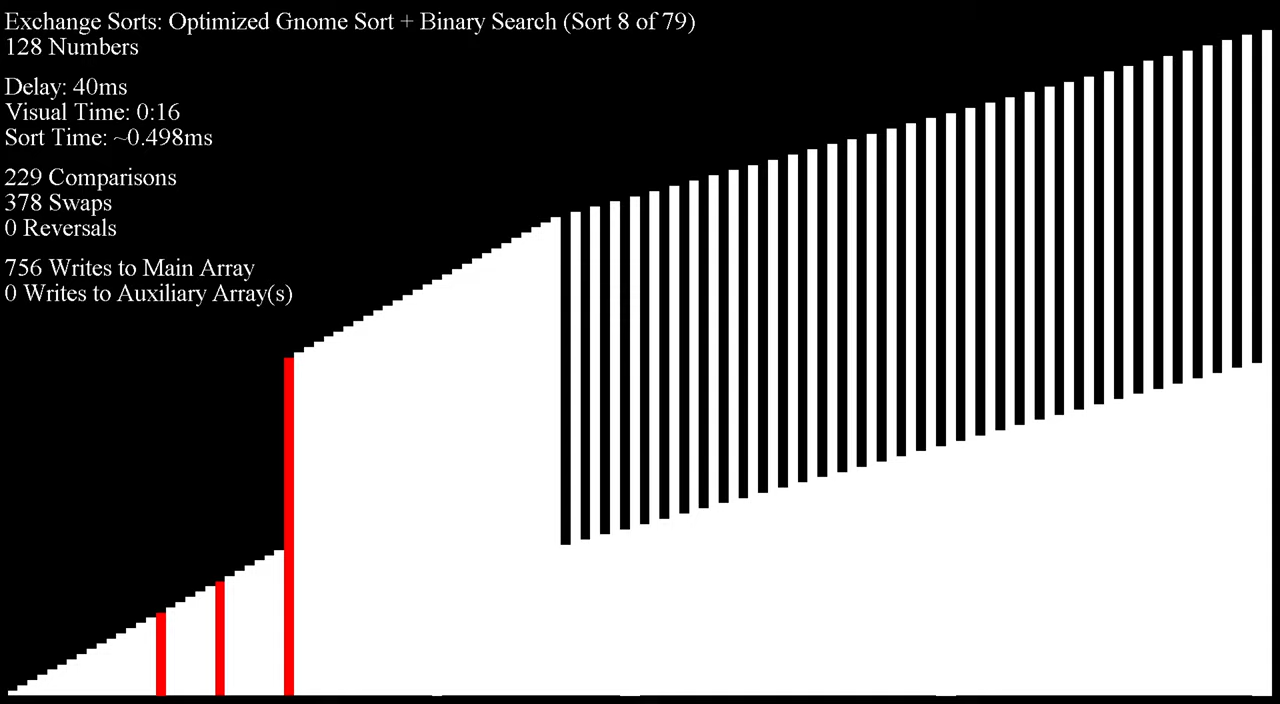 Exchange Sorts: Optimized Gnome Sort + Binary Search (Sort 8 of 79)
128 Numbers
Delay: 40ms
Visual Time: 0:16
Sort Time: ~0.498ms
229 Comparisons
378 Swaps
0 Reversals
756 Writes to Main Array
0 Writes to Auxiliary Array(s)